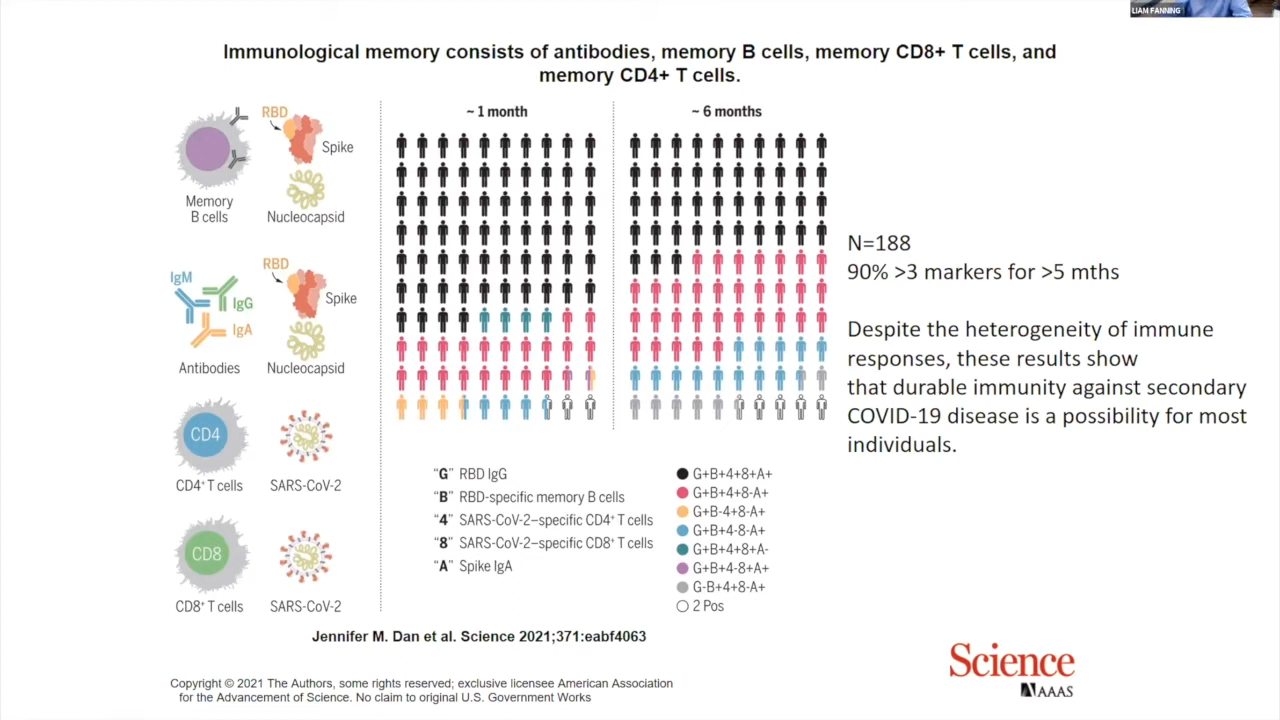 LIAM FANNING
Immunological memory consists of antibodies, memory B cells, memory CD8+ T cells, and
memory CD4+ T cells.
~ 1 month
~ 6 months
RBD
Spike
Memory
B cells
Nucleocapsid
IgM
IgG
IgA
RBD
Spike
Antibodies
Nucleocapsid
CD4
CD4+ T cells
SARS-CoV-2
CD8
CD8+ T cells
SARS-CoV-2
"G" RBD IgG
"B" RBD-specific memory B cells
"4" SARS-CoV-2–specific CD4+ T cells
"8" SARS-CoV-2–specific CD8+ T cells
"A" Spike IgA
G+B+4+8+A+
G+B+4+8-A+
G+B-4+8-A+
G+B+4-8-A+
G+B+4+8+A-
G+B+4-8+A+
G-B+4+8-A+
2 Pos
N=188
90% >3 markers for >5 mths
Despite the heterogeneity of immune
responses, these results show
that durable immunity against secondary
COVID-19 disease is a possibility for most
individuals.
Jennifer M. Dan et al. Science 2021;371:eabf4063
Copyright © 2021 The Authors, some rights reserved; exclusive licensee American Association
for the Advancement of Science. No claim to original U.S. Government Works
Science
AAAS